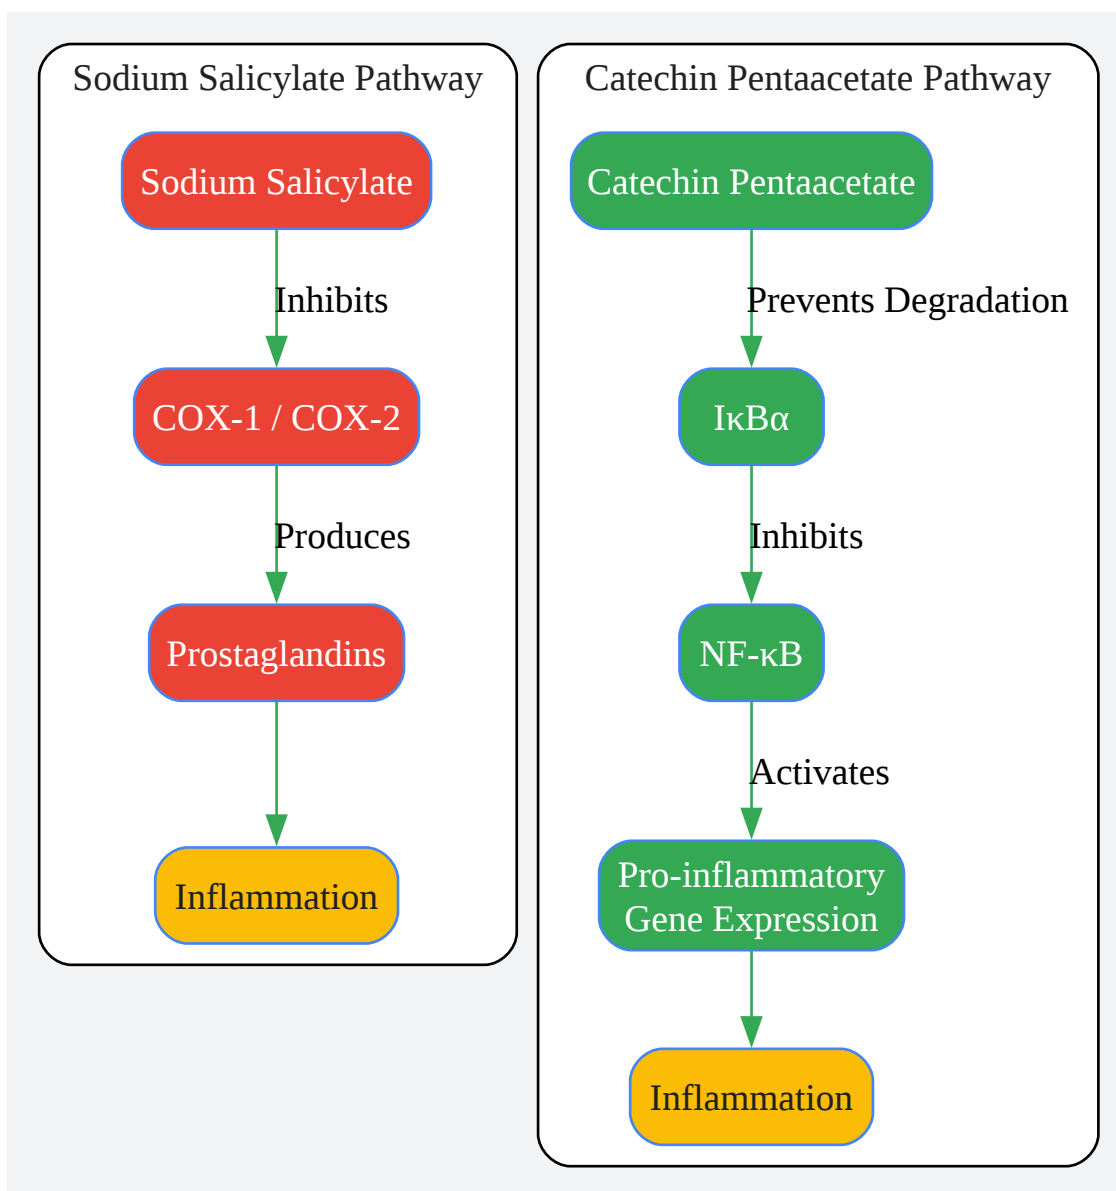 Sodium Salicylate Pathway
Sodium Salicylate
Inhibits
COX-1 / COX-2
Produces
Prostaglandins
Inflammation
Catechin Pentaacetate Pathway
Catechin Pentaacetate
Prevents Degradation
IκBα
Inhibits
NF-κB
Activates
Pro-inflammatory
Gene Expression
Inflammation